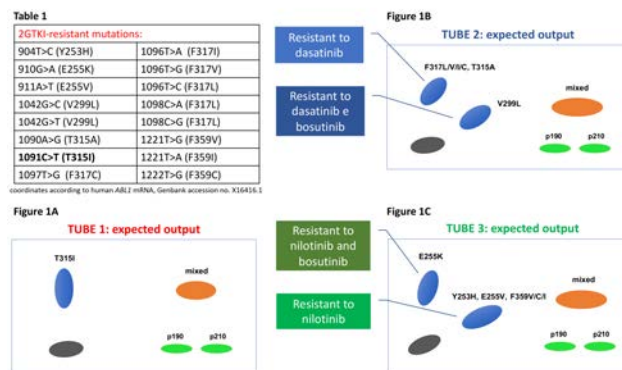 Table 1
2GTKI-resistant mutations:
904T>C (Y253H) 1096T>A (F317I)
910G>A (E255K) 1096T>G (F317V)
911A>T (E255V) 1096T>C (F317L)
1042G>C (V299L) 1098C>A (F317L)
1042G>T (V299L) 1098C>G (F317L)
1090A>G (T315A) 1221T>G (F359V)
1091C>T (T315I) 1221T>A (F359I)
1097T>G (F317C) 1222T>G (F359C)
coordinates according to human ABL1 mRNA, Genbank accession no. X16416.1
Figure 1B
TUBE 2: expected output
Resistant to
dasatinib
F317L/V/I/C, T315A
Resistant to
dasatinib e
bosutinib
V299L
mixed
p190 p210
Figure 1A
TUBE 1: expected output
T315I
mixed
p190 p210
Figure 1C
TUBE 3: expected output
Resistant to
nilotinib and
bosutinib
E255K
Resistant to
nilotinib
Y253H, E255V, F359V/C/I
mixed
p190 p210